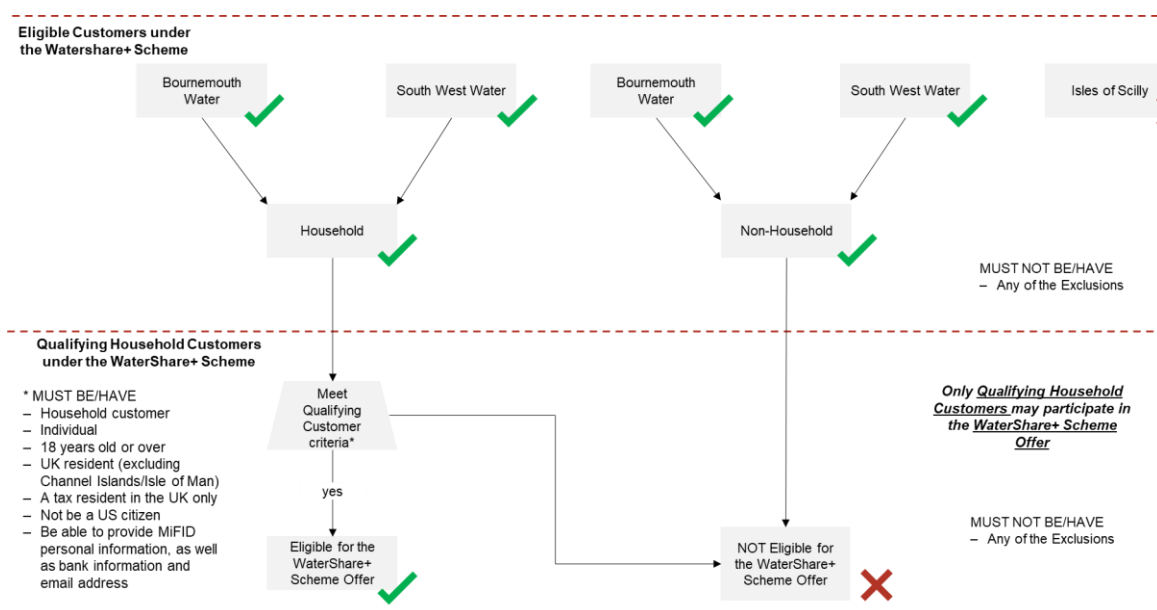 Eligible Customers under
the Watershare+ Scheme
Bournemouth
Water
South West Water
Bournemouth
Water
South West Water
Isles of Scilly
Household
Non-Household
MUST NOT BE/HAVE
– Any of the Exclusions
Qualifying Household Customers
under the WaterShare+ Scheme
* MUST BE/HAVE
– Household customer
– Individual
– 18 years old or over
– UK resident (excluding
Channel Islands/Isle of Man)
– A tax resident in the UK only
– Not be a US citizen
– Be able to provide MiFID
personal information, as well
as bank information and
email address
Meet
Qualifying
Customer
criteria*
yes
Eligible for the
WaterShare+
Scheme Offer
NOT Eligible for
the WaterShare+
Scheme Offer
Only Qualifying Household
Customers may participate in
the WaterShare+ Scheme
Offer
MUST NOT BE/HAVE
– Any of the Exclusions